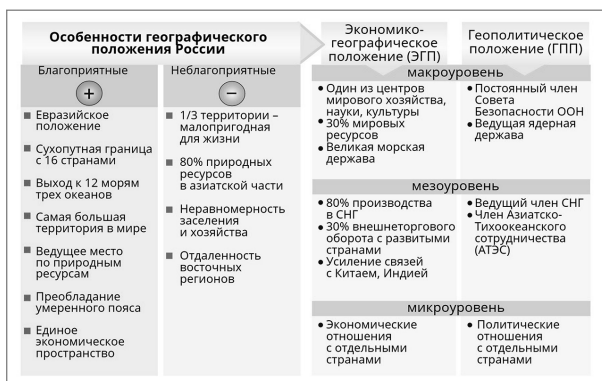 Особенности географического
положения России
Благоприятные
+
Евразийское
положение
Сухопутная граница
с 16 странами
Выход к 12 морям
трех океанов
Самая большая
территория в мире
Ведущее место
по природным
ресурсам
Преобладание
умеренного пояса
Единое
экономическое
пространство
Неблагоприятные
−
1/3 территории –
малопригодная
для жизни
80% природных
ресурсов
в азиатской части
Неравномерность
заселения
и хозяйства
Отдаленность
восточных
регионов
Экономико-
географическое
положение (ЭГП)
Геополитическое
положение (ГПП)
макроуровень
• Один из центров
мирового хозяйства,
науки, культуры
• 30% мировых
ресурсов
• Великая морская
держава
• Постоянный член
Совета
Безопасности ООН
• Ведущая ядерная
держава
мезоуровень
• 80% производства
в СНГ
• 30% внешнеторгового
оборота с развитыми
странами
• Усиление связей
с Китаем, Индией
• Ведущий член СНГ
• Член Азиатско-
Тихоокеанского
сотрудничества
(АТЭС)
микроуровень
• Экономические
отношения
с отдельными
странами
• Политические
отношения
с отдельными
странами